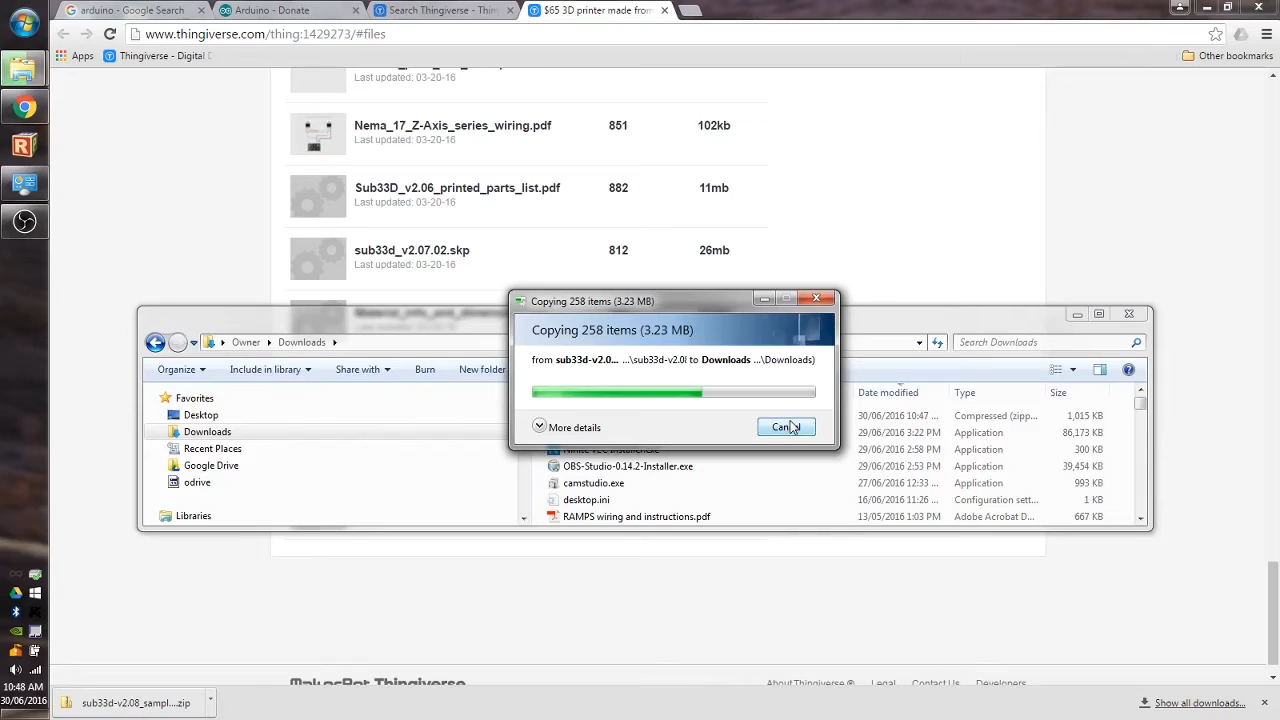 arduino - Google Search
Arduino - Donate
Search Thingiverse - Thin
$65 3D printer made from
www.thingiverse.com/thing:1429273/#files
Apps
Thingiverse - Digital D
Other bookmarks
Last updated: 03-20-16
Nema_17_Z-Axis_series_wiring.pdf 851 102kb
Last updated: 03-20-16
Sub33D_v2.06_printed_parts_list.pdf 882 11mb
Last updated: 03-20-16
sub33d_v2.07.02.skp 812 26mb
Last updated: 03-20-16
Copying 258 items (3.23 MB)
Copying 258 items (3.23 MB)
from sub33d-v2.0... ...\sub33d-v2.0l to Downloads ...\Downloads)
More details
Cancel
Owner
Downloads
Search Downloads
Organize
Include in library
Share with
Burn
New folder
Favorites
Desktop
Downloads
Recent Places
Google Drive
odrive
Libraries
Date modified Type Size
30/06/2016 10:47 ... Compressed (zipp... 1,015 KB
29/06/2016 3:22 PM Application 86,173 KB
29/06/2016 2:58 PM Application 300 KB
OBS-Studio-0.14.2-Installer.exe 29/06/2016 2:53 PM Application 39,454 KB
camstudio.exe 27/06/2016 12:33 ... Application 993 KB
desktop.ini 16/06/2016 11:26 ... Configuration sett... 1 KB
RAMPS wiring and instructions.pdf 13/05/2016 1:03 PM Adobe Acrobat D... 667 KB
MakerBot Thingiverse
About Thingiverse®
Legal
Contact Us
Developers
10:48 AM
30/06/2016
sub33d-v2.08_sampl....zip
Show all downloads...